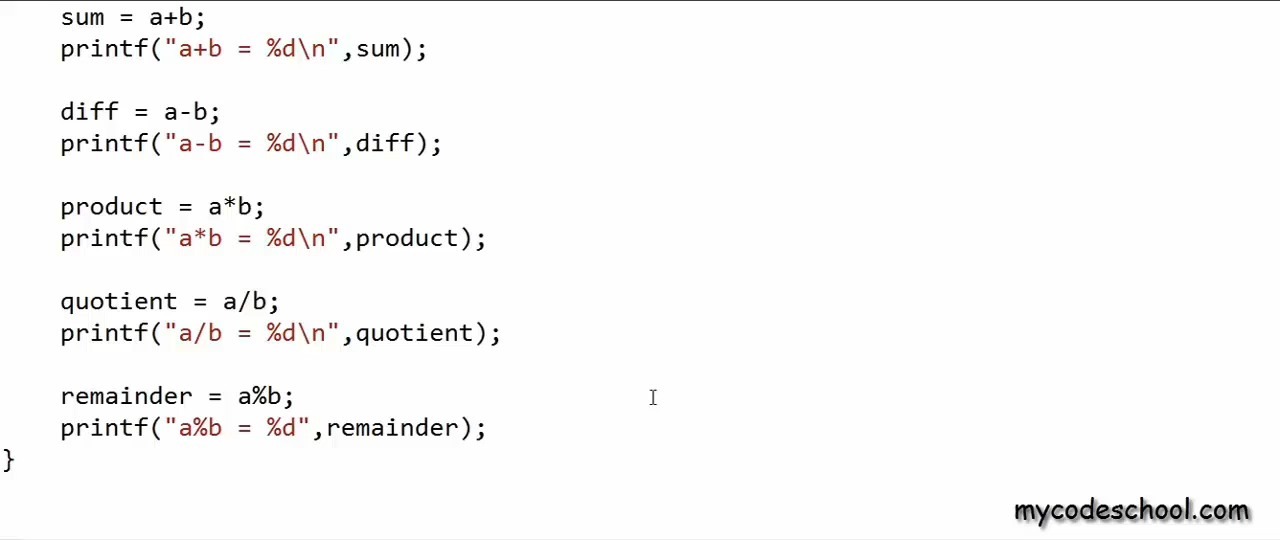 sum = a+b;
printf("a+b = %d\n",sum);
diff = a-b;
printf("a-b = %d\n",diff);
product = a*b;
printf("a*b = %d\n",product);
quotient = a/b;
printf("a/b = %d\n",quotient);
remainder = a%b;
printf("a%b = %d",remainder);
}
mycodeschool.com